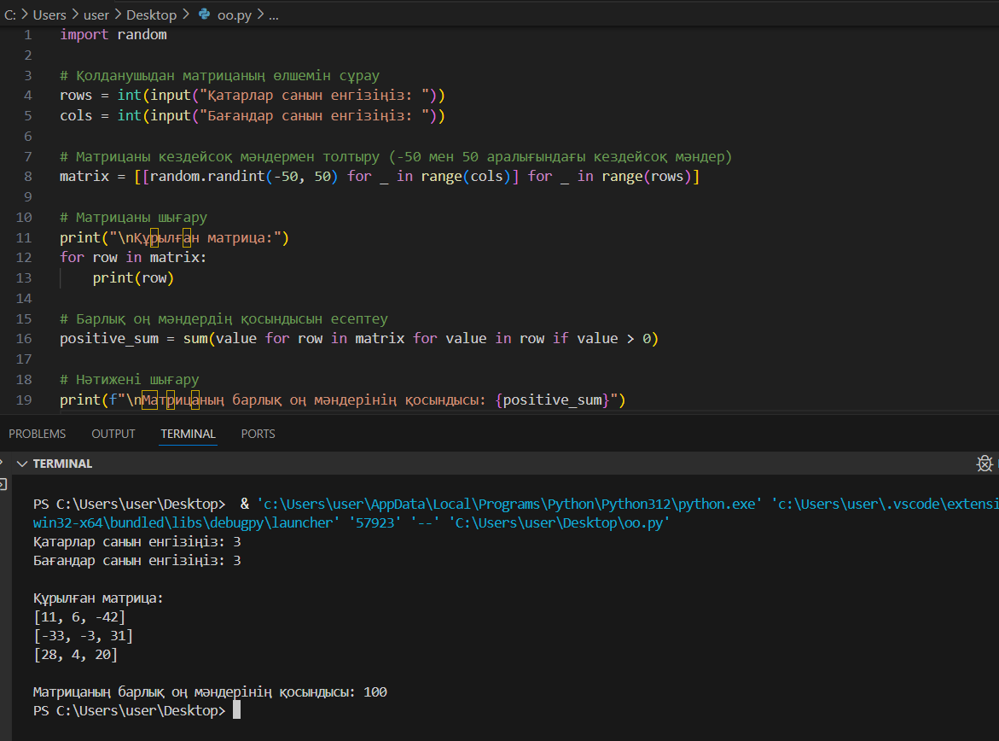 C: > Users > user > Desktop > oo.py > ...
1 import random
2
3 # Қолданушыдан матрицаның өлшемін сұрау
4 rows = int(input("Қатарлар санын енгізіңіз: "))
5 cols = int(input("Бағандар санын енгізіңіз: "))
6
7 # Матрицаны кездейсоқ мәндермен толтыру (-50 мен 50 аралығындағы кездейсоқ мәндер)
8 matrix = [[random.randint(-50, 50) for _ in range(cols)] for _ in range(rows)]
9
10 # Матрицаны шығару
11 print("\nҚұрылған матрица:")
12 for row in matrix:
13     print(row)
14
15 # Барлық оң мәндердің қосындысын есептеу
16 positive_sum = sum(value for row in matrix for value in row if value > 0)
17
18 # Нәтижені шығару
19 print(f"\nМатрицаның барлық оң мәндерінің қосындысы: {positive_sum}")
PROBLEMS OUTPUT TERMINAL PORTS
TERMINAL
PS C:\Users\user\Desktop>  & 'c:\Users\user\AppData\Local\Programs\Python\Python312\python.exe' 'c:\Users\user\.vscode\extensi
win32-x64\bundled\libs\debugpy\launcher' '57923' '--' 'C:\Users\user\Desktop\oo.py'
Қатарлар санын енгізіңіз: 3
Бағандар санын енгізіңіз: 3
Құрылған матрица:
[11, 6, -42]
[-33, -3, 31]
[28, 4, 20]
Матрицаның барлық оң мәндерінің қосындысы: 100
PS C:\Users\user\Desktop>